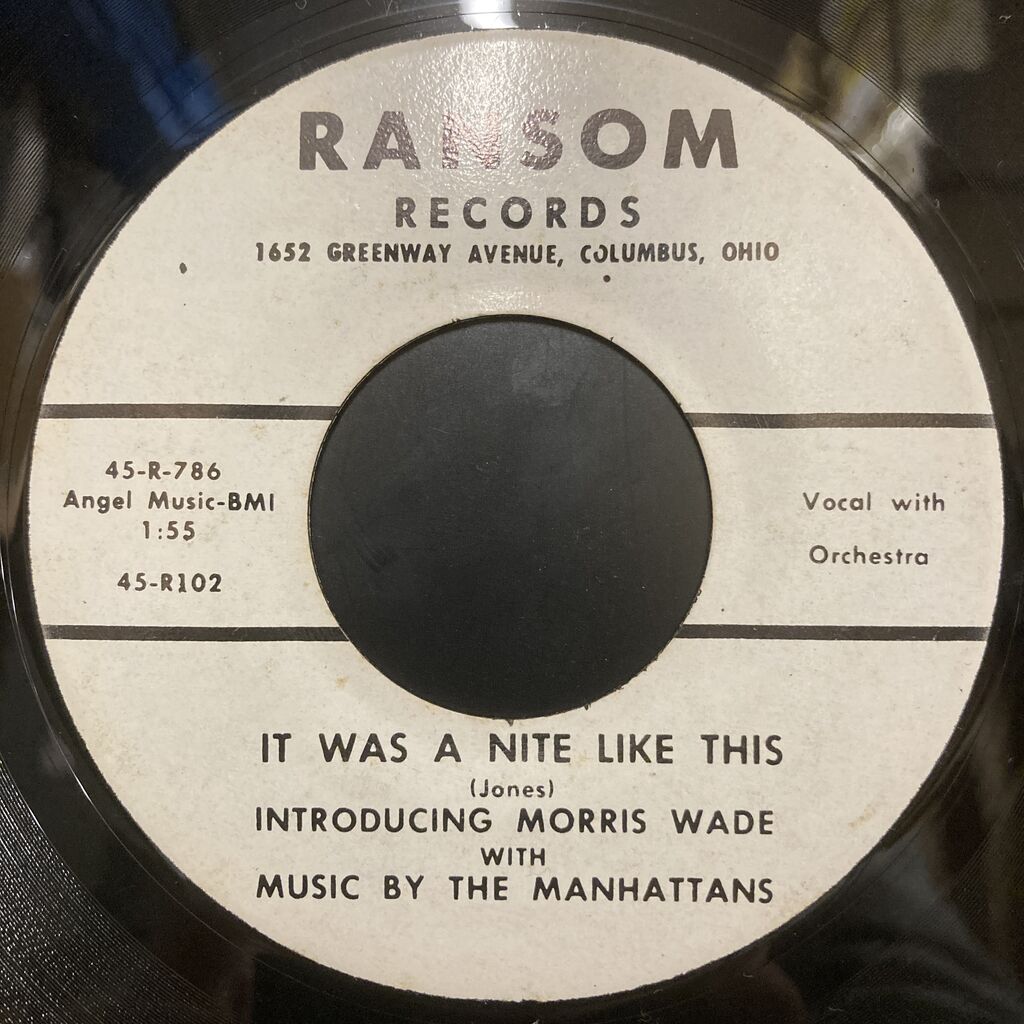 RANSOM
RECORDS
1652 GREENWAY AVENUE, COLUMBUS, OHIO
45-R-786
Angel Music-BMI
1:55
45-R102
Vocal with
Orchestra
IT WAS A NITE LIKE THIS
(Jones)
INTRODUCING MORRIS WADE
WITH
MUSIC BY THE MANHATTANS